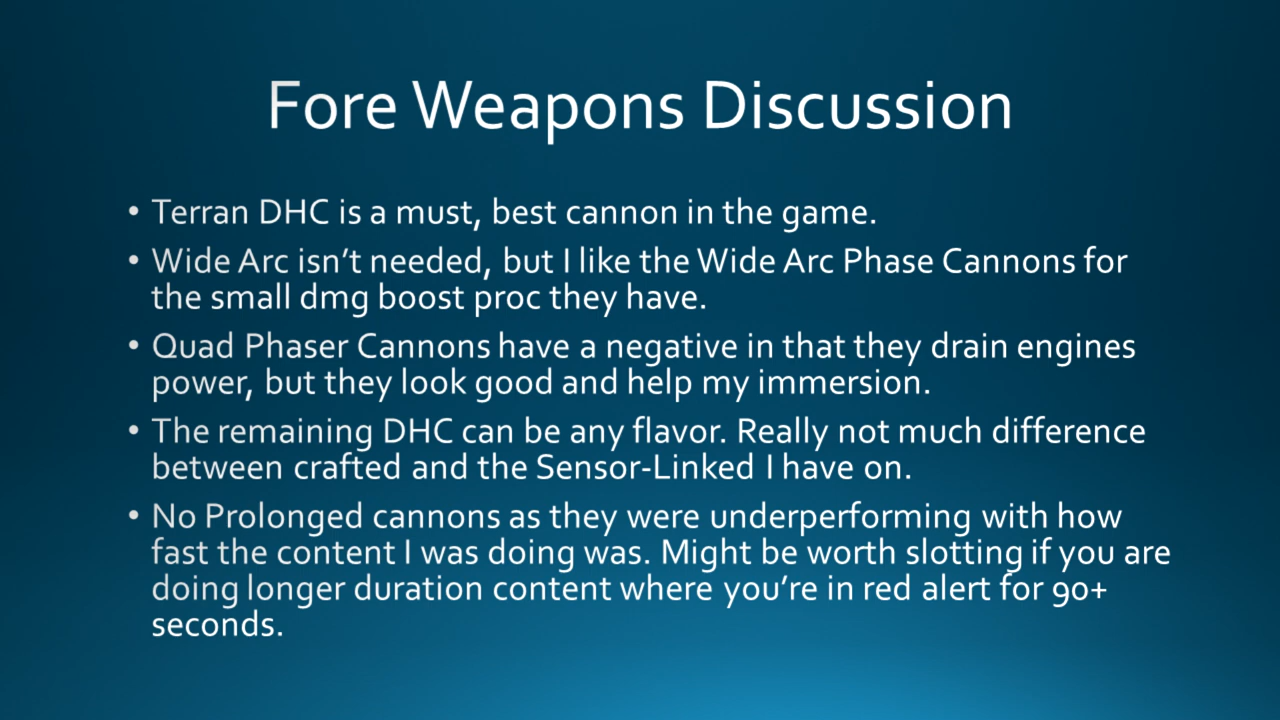 Fore Weapons Discussion
• Terran DHC is a must, best cannon in the game.
• Wide Arc isn’t needed, but I like the Wide Arc Phase Cannons for
the small dmg boost proc they have.
• Quad Phaser Cannons have a negative in that they drain engines
power, but they look good and help my immersion.
• The remaining DHC can be any flavor. Really not much difference
between crafted and the Sensor-Linked I have on.
• No Prolonged cannons as they were underperforming with how
fast the content I was doing was. Might be worth slotting if you are
doing longer duration content where you’re in red alert for 90+
seconds.